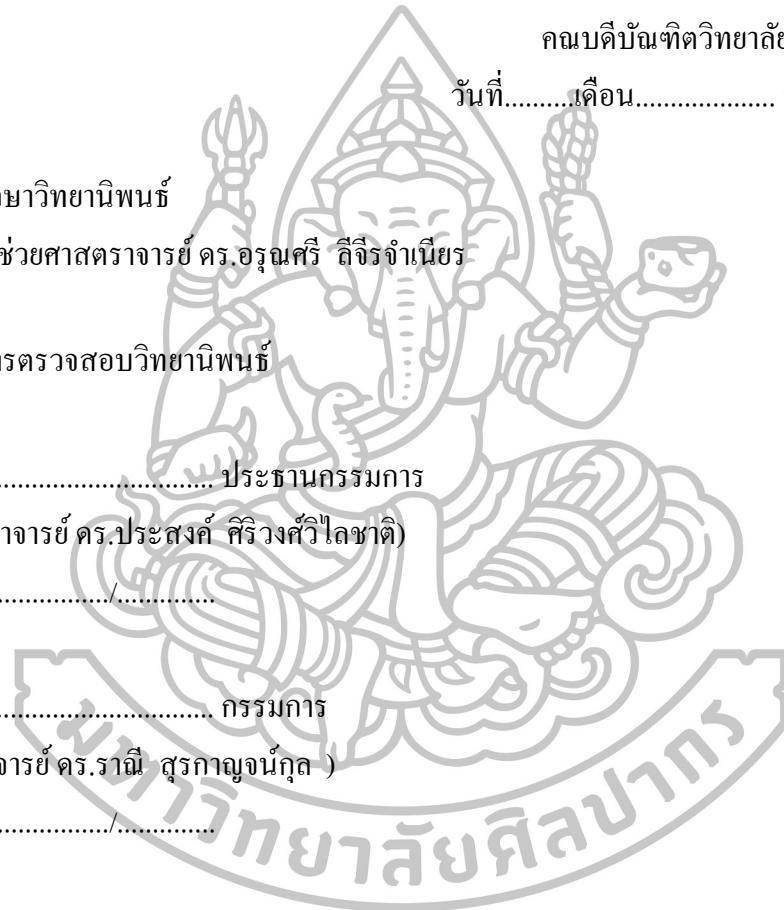 คณบดีบัณฑิตวิทยาลัย
วันที่..........เดือน....................
ษาวิทยานิพนธ์
ช่วยศาสตราจารย์ ดร.อรุณศรี ลีจีรจำเนียร
รตรวจสอบวิทยานิพนธ์
................................ ประธานกรรมการ
าจารย์ ดร.ประสงค์ ศิริวงศ์วิไลชาติ)
................/..............
................................ กรรมการ
จารย์ ดร.ราณี สุรกาญจน์กุล )
................/..............
มหาวิทยาลัยศิลปากร